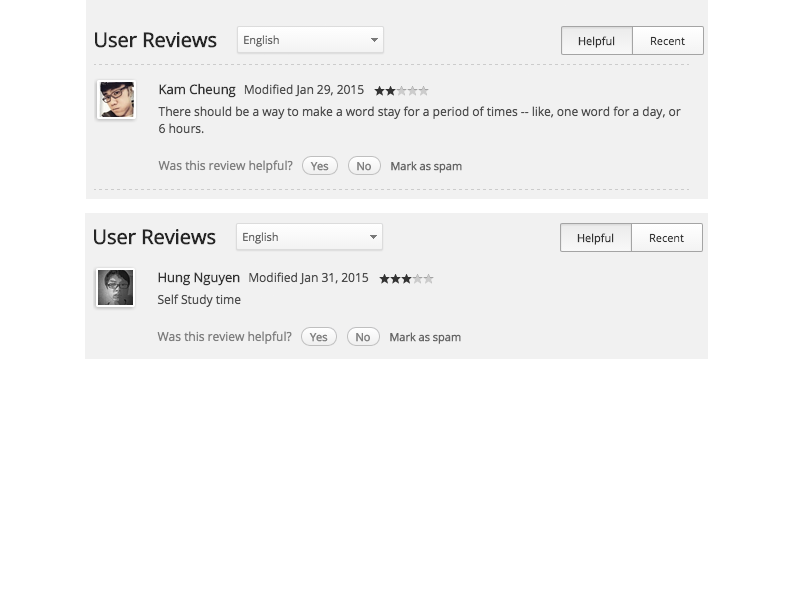 User Reviews English Helpful Recent
Kam Cheung Modified Jan 29, 2015
There should be a way to make a word stay for a period of times -- like, one word for a day, or
6 hours.
Was this review helpful? Yes No Mark as spam
User Reviews English Helpful Recent
Hung Nguyen Modified Jan 31, 2015
Self Study time
Was this review helpful? Yes No Mark as spam